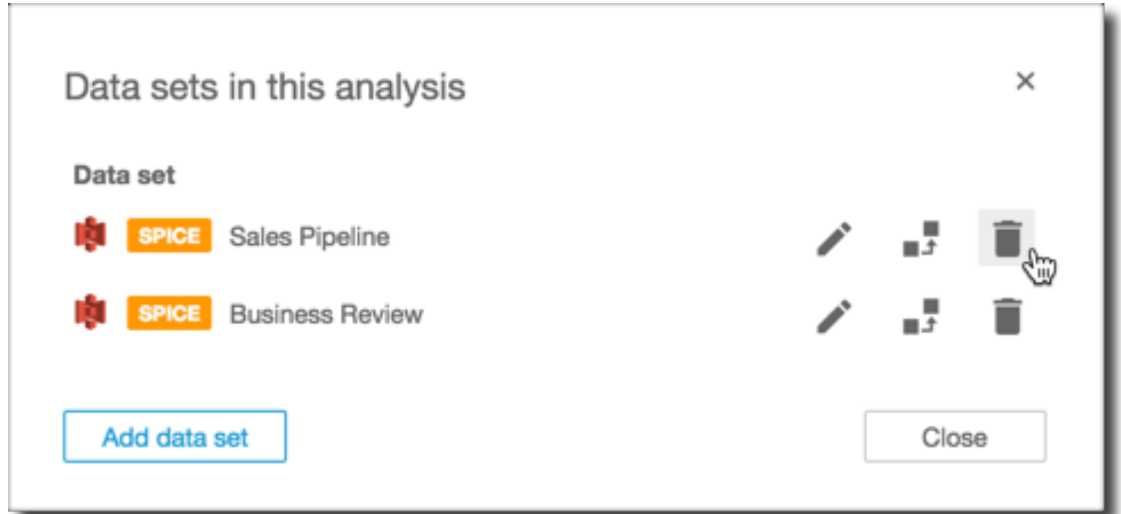 Data sets in this analysis
Data set
SPICE Sales Pipeline
SPICE Business Review
Add data set Close